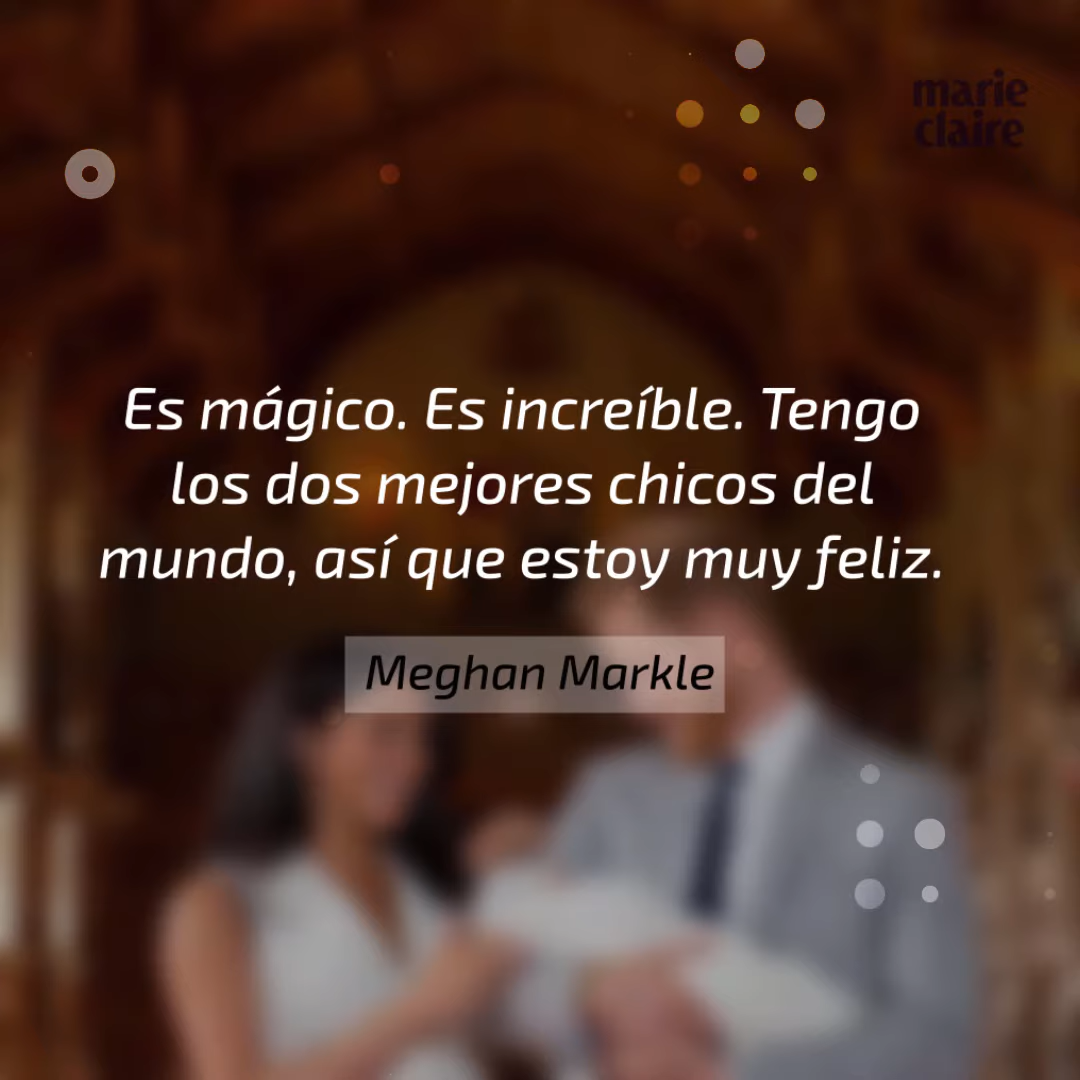 marie
claire
Es mágico. Es increíble. Tengo
los dos mejores chicos del
mundo, así que estoy muy feliz.
Meghan Markle